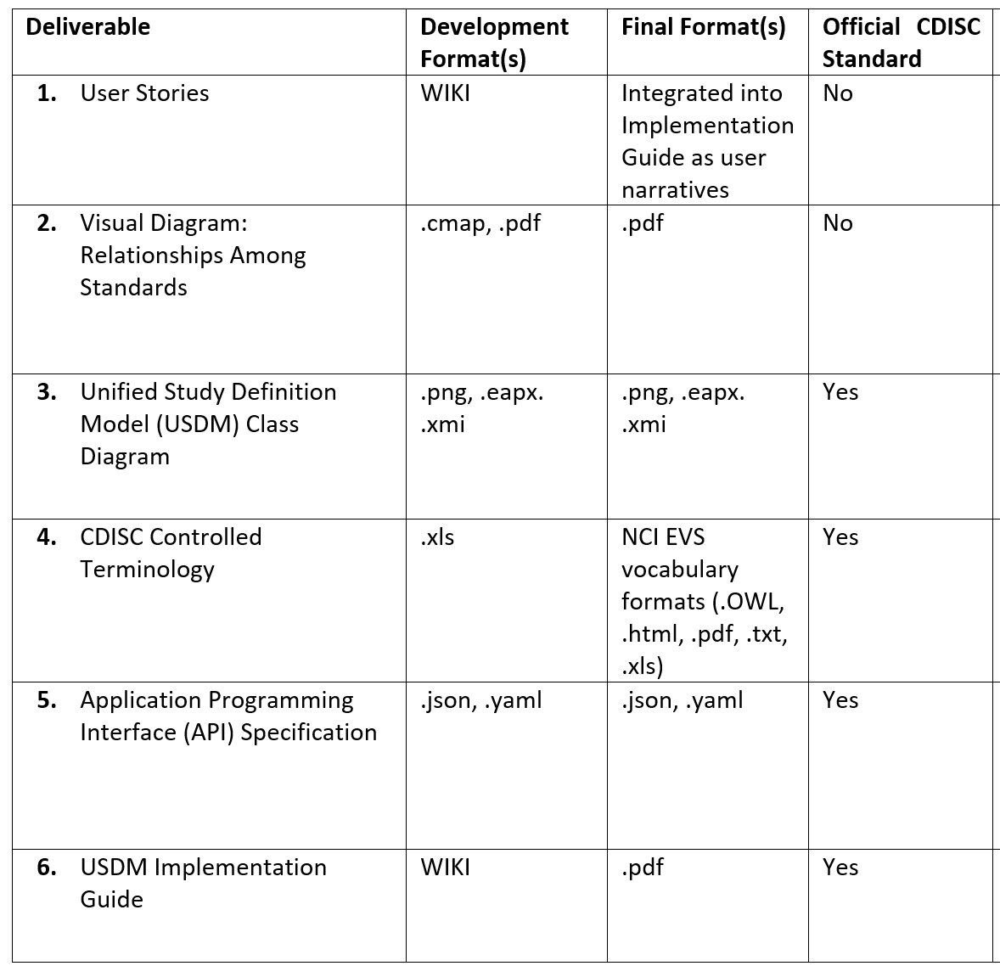 Deliverable
Development
Format(s)
Final Format(s)
Official CDISC
Standard
1. User Stories
WIKI
Integrated into
Implementation
Guide as user
narratives
No
2. Visual Diagram:
Relationships Among
Standards
.cmap, .pdf
.pdf
No
3. Unified Study Definition
Model (USDM) Class
Diagram
.png, .eapx.
.xmi
.png, .eapx.
.xmi
Yes
4. CDISC Controlled
Terminology
.xls
NCI EVS
vocabulary
formats (.OWL,
.html, .pdf, .txt,
.xls)
Yes
5. Application Programming
Interface (API) Specification
.json, .yaml
.json, .yaml
Yes
6. USDM Implementation
Guide
WIKI
.pdf
Yes